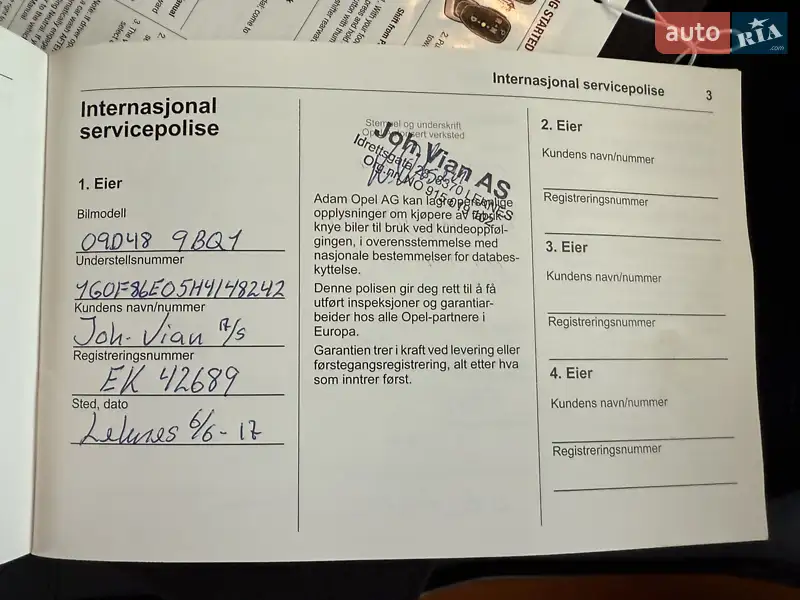 auto RIA .com
G STARTED
Internasjonal servicepolise 3
Internasjonal
servicepolise
1. Eier
Bilmodell
09D48 9BQ1
Understellsnummer
1G0F86E05H4148242
Kundens navn/nummer
Joh. Vian A/S
Registreringsnummer
EK 42689
Sted, dato
Leknes 6/6-17
Stempel og underskrift
Joh. Vian AS
Adam Opel AG kan lagre personlige
opplysninger om kjøpere av fabrikk-
knye biler til bruk ved kundeoppføl-
gingen, i overensstemmelse med
nasjonale bestemmelser for databes-
kyttelse.
Denne polisen gir deg rett til å få
utført inspeksjoner og garantiar-
beider hos alle Opel-partnere i
Europa.
Garantien trer i kraft ved levering eller
førstegangsregistrering, alt etter hva
som inntrer først.
2. Eier
Kundens navn/nummer
Registreringsnummer
3. Eier
Kundens navn/nummer
Registreringsnummer
4. Eier
Kundens navn/nummer
Registreringsnummer